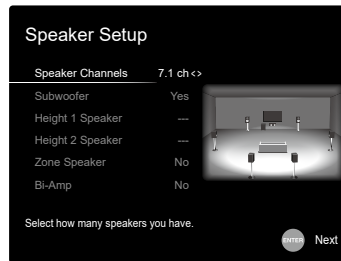 Speaker Setup
Speaker Channels 7.1 ch <>
Subwoofer Yes
Height 1 Speaker ---
Height 2 Speaker ---
Zone Speaker No
Bi-Amp No
Select how many speakers you have.
ENTER Next